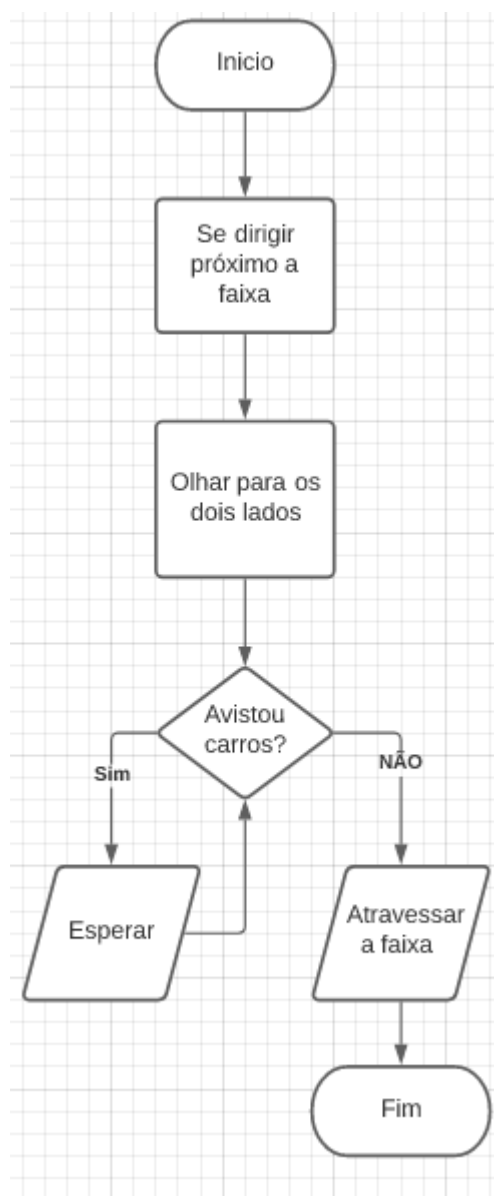 Inicio
Se dirigir
próximo a
faixa
Olhar para os
dois lados
Avistou
carros?
Sim
NÃO
Esperar
Atravessar
a faixa
Fim